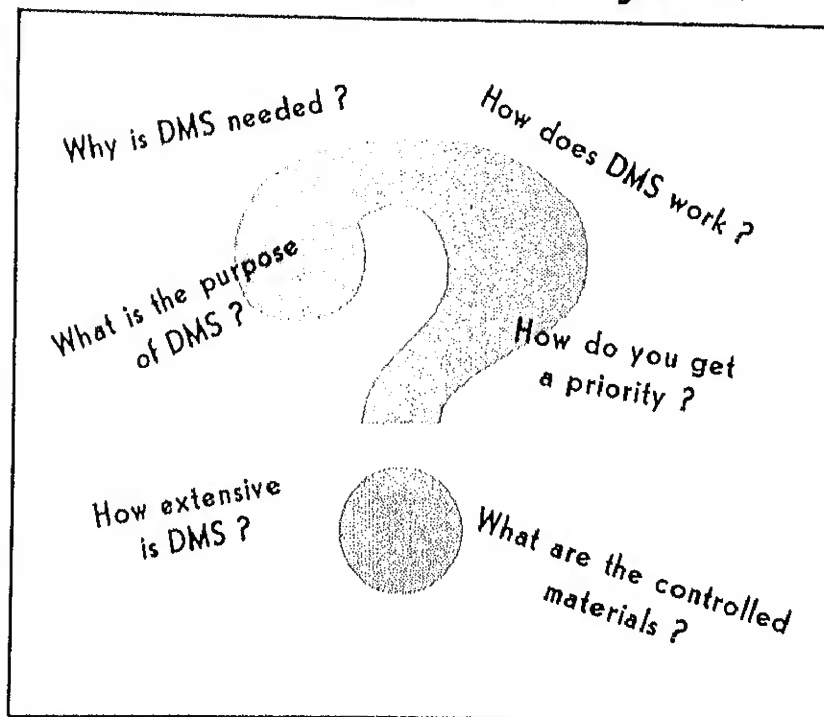 Why is DMS needed ?
How does DMS work ?
What is the purpose
of DMS ?
How do you get
a priority ?
How extensive
is DMS ?
What are the controlled
materials ?